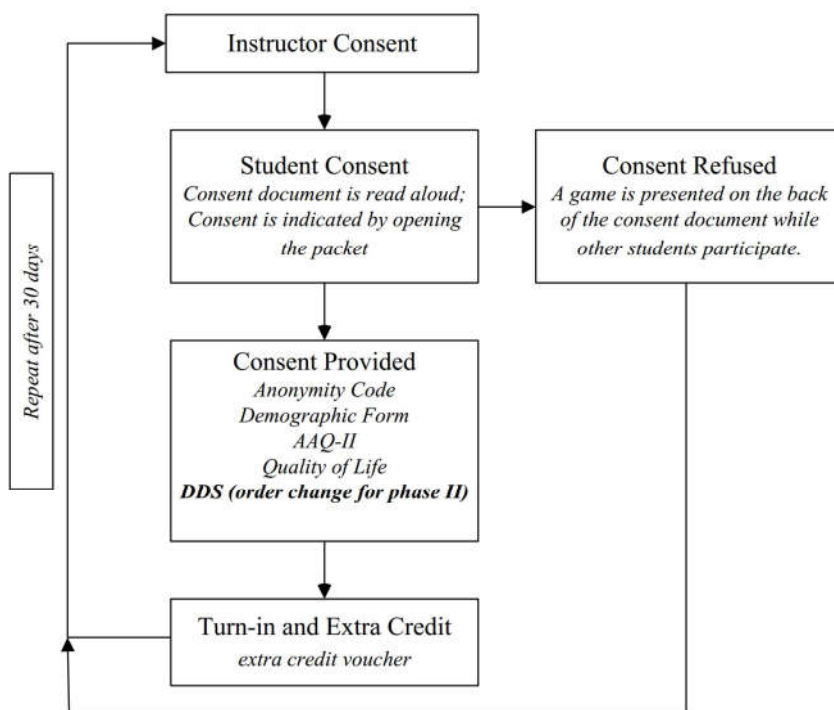 Instructor Consent
Student Consent
Consent document is read aloud;
Consent is indicated by opening
the packet
Consent Refused
A game is presented on the back
of the consent document while
other students participate.
Repeat after 30 days
Consent Provided
Anonymity Code
Demographic Form
AAQ-II
Quality of Life
DDS (order change for phase II)
Turn-in and Extra Credit
extra credit voucher